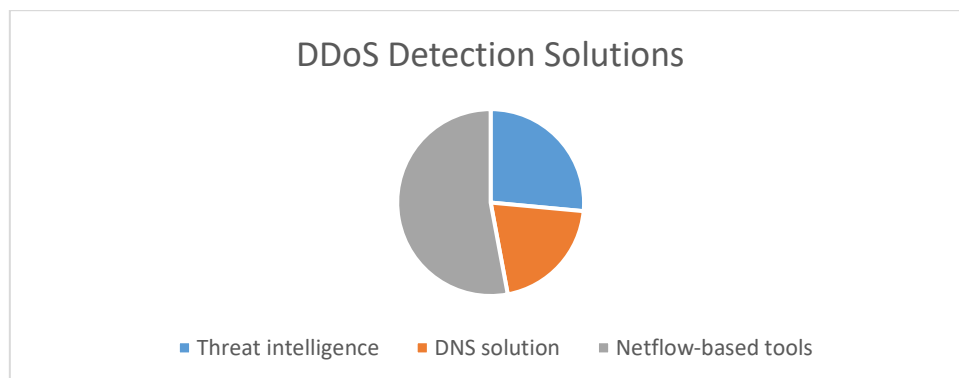 DDoS Detection Solutions
Threat intelligence DNS solution Netflow-based tools